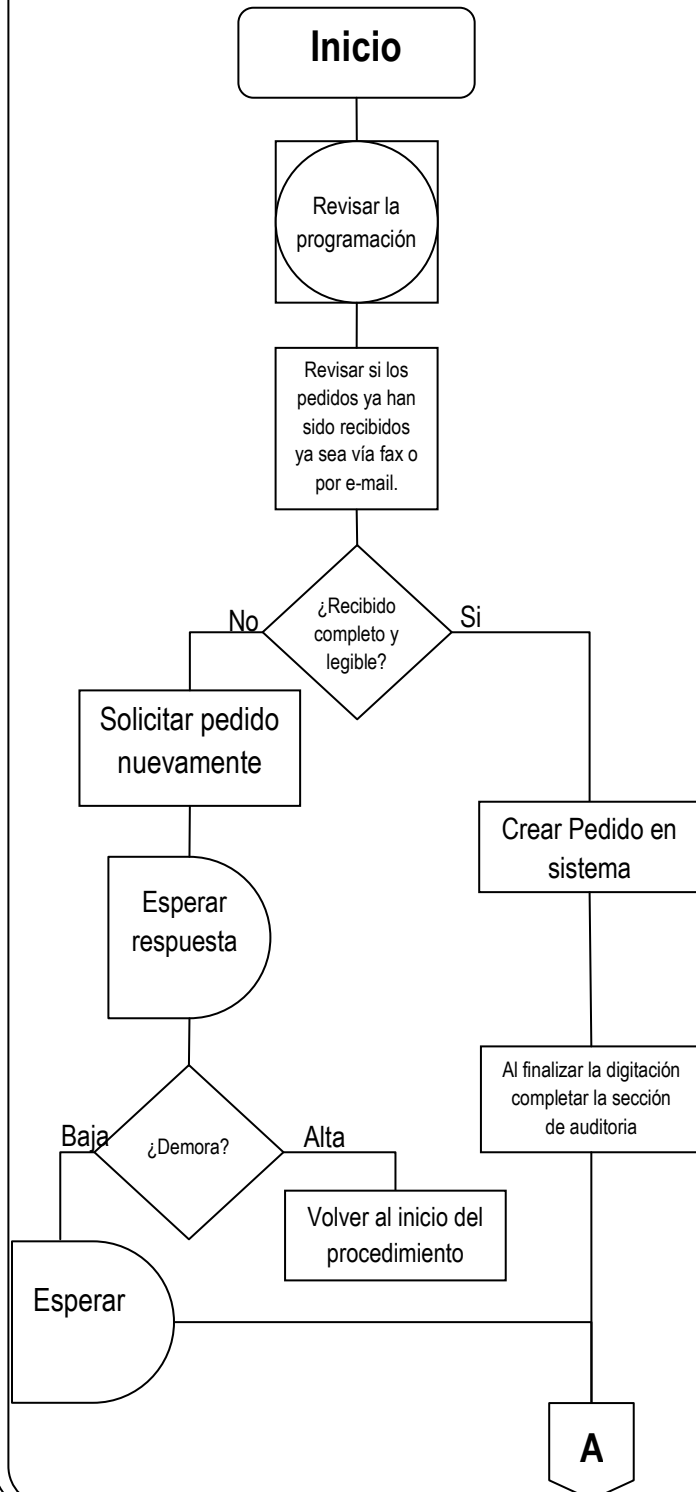 Inicio
Revisar la
programación
Revisar si los
pedidos ya han
sido recibidos
ya sea vía fax o
por e-mail.
¿Recibido
completo y
legible?
No
Si
Solicitar pedido
nuevamente
Crear Pedido en
sistema
Esperar
respuesta
Al finalizar la digitación
completar la sección
de auditoria
¿Demora?
Baja
Alta
Volver al inicio del
procedimiento
Esperar
A